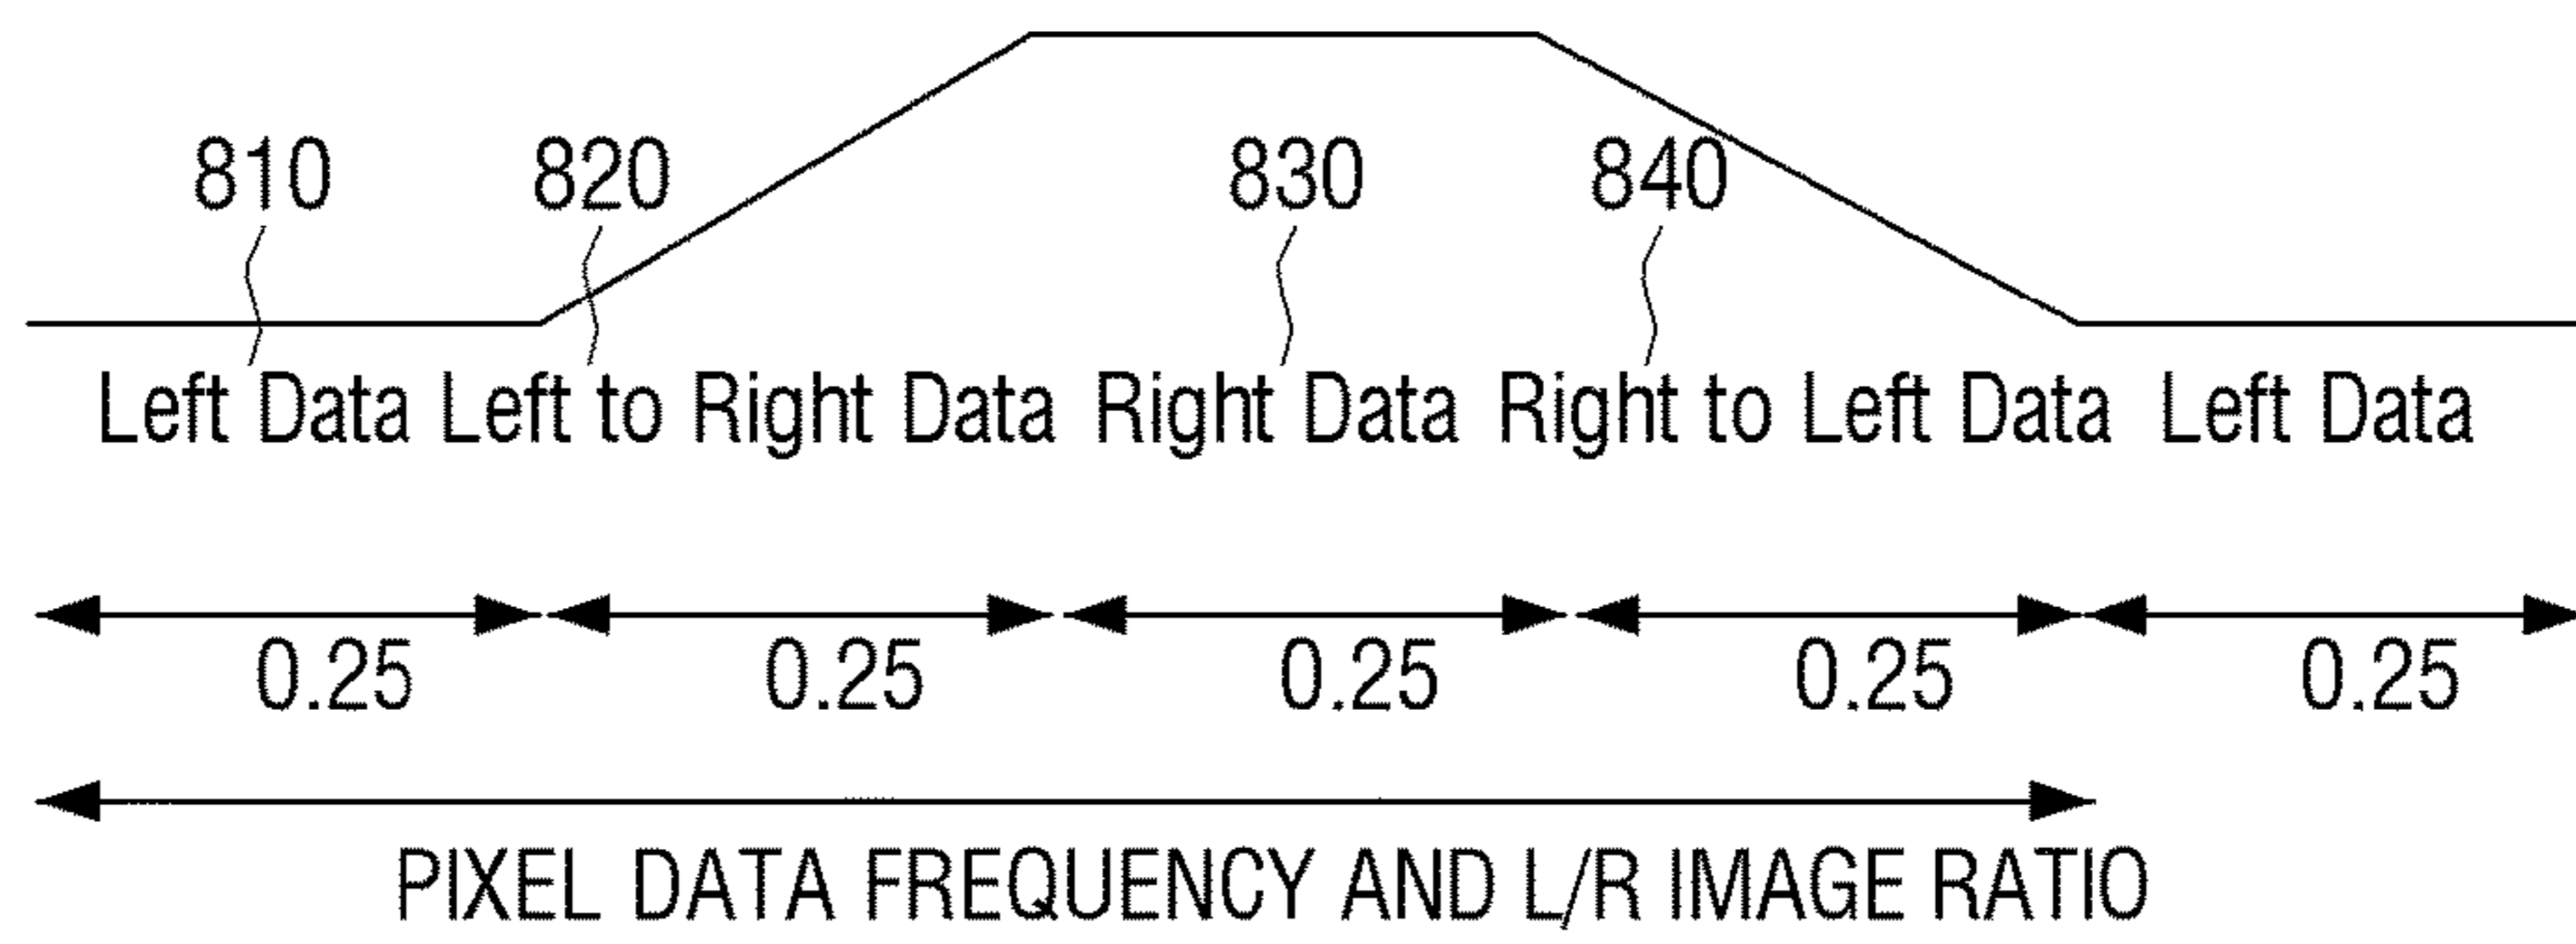 810 820 830 840
Left Data Left to Right Data Right Data Right to Left Data Left Data
0.25 0.25 0.25 0.25 0.25
PIXEL DATA FREQUENCY AND L/R IMAGE RATIO